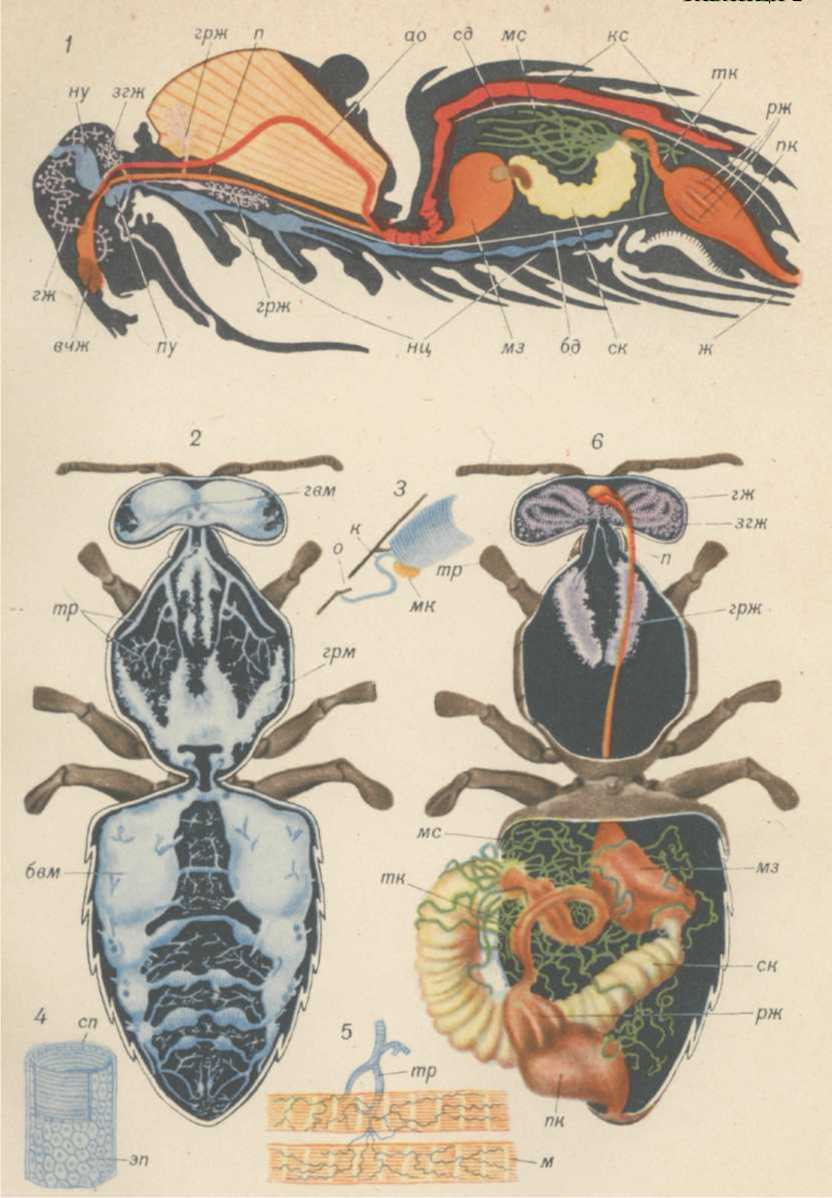 1
грж п ао сд мс кс
ну згж тк
рж
пк
гж грж
вчж пу нц мз бд ск ж
2 6
гвм 3 гж
к згж
о п
тр
мк
тр грж
грм
мс
бвм тк мз
ск
4 5 рж
сп
тр
пк
эп м